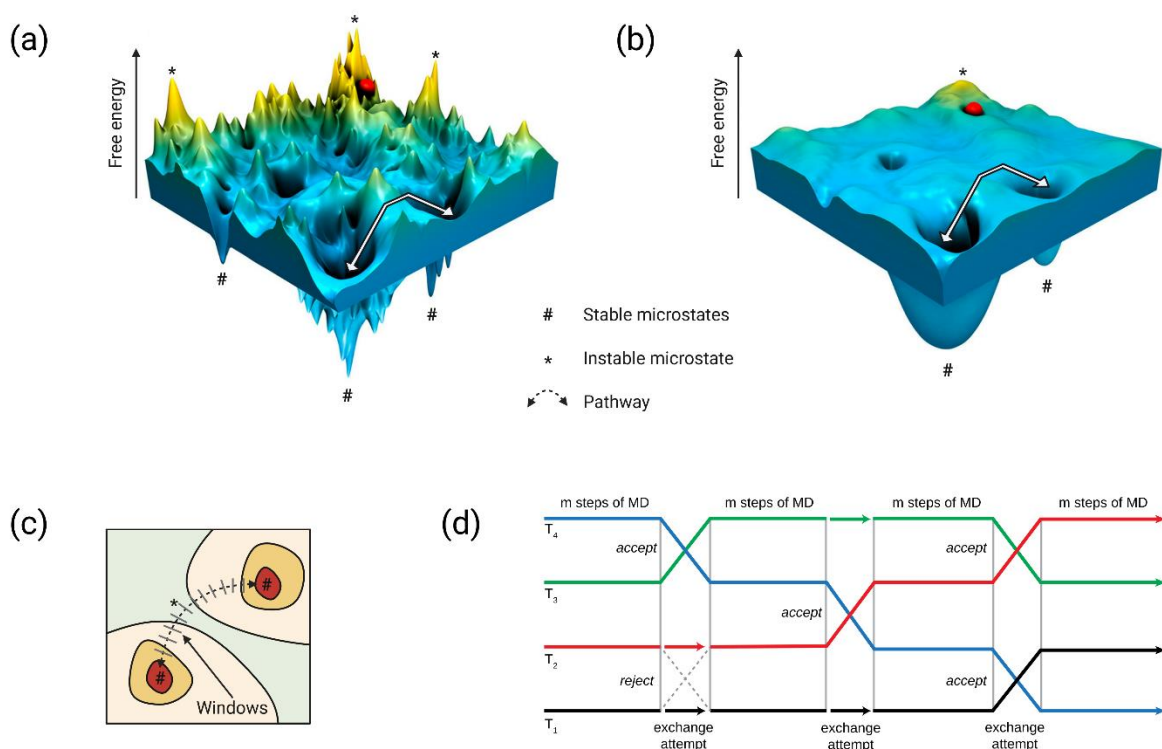 (a)
Free energy
*
*
*
#
#
#
(b)
Free energy
*
#
#
# Stable microstates
* Instable microstate
Pathway
(c)
#
*
#
Windows
(d)
m steps of MD m steps of MD m steps of MD m steps of MD
T4
accept accept
T3
accept
T2
reject accept
T1
exchange attempt
exchange attempt
exchange attempt